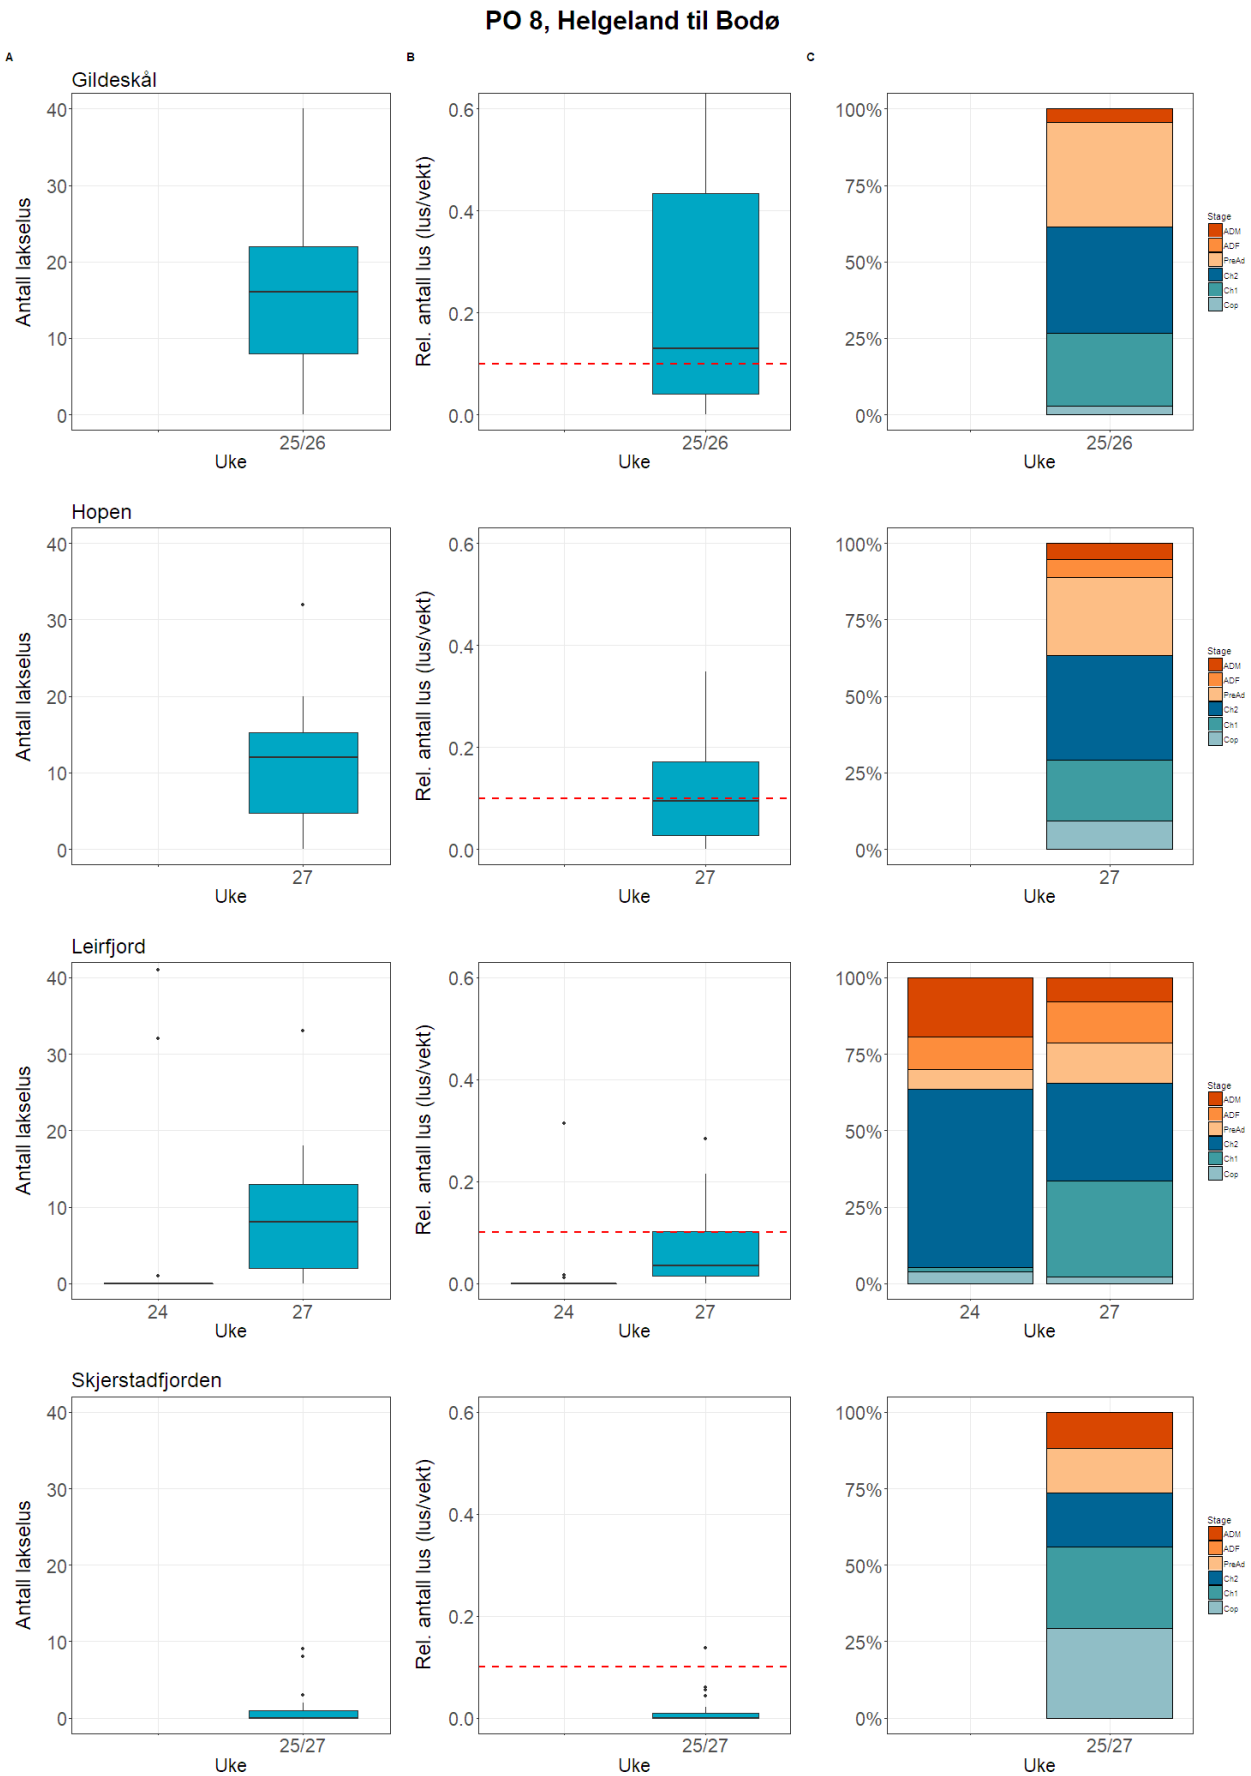 PO 8, Helgeland til Bodø
A
B
C
Gildeskål
Antall lakselus
40
30
20
10
0
25/26
Uke
Rel. antall lus (lus/vekt)
0.6
0.4
0.2
0.0
25/26
Uke
100%
75%
50%
25%
0%
25/26
Uke
Stage
ADM
ADF
PreAd
Ch2
Ch1
Cop
Hopen
Antall lakselus
40
30
20
10
0
27
Uke
Rel. antall lus (lus/vekt)
0.6
0.4
0.2
0.0
27
Uke
100%
75%
50%
25%
0%
27
Uke
Stage
ADM
ADF
PreAd
Ch2
Ch1
Cop
Leirfjord
Antall lakselus
40
30
20
10
0
24 27
Uke
Rel. antall lus (lus/vekt)
0.6
0.4
0.2
0.0
24 27
Uke
100%
75%
50%
25%
0%
24 27
Uke
Stage
ADM
ADF
PreAd
Ch2
Ch1
Cop
Skjerstadfjorden
Antall lakselus
40
30
20
10
0
25/27
Uke
Rel. antall lus (lus/vekt)
0.6
0.4
0.2
0.0
25/27
Uke
100%
75%
50%
25%
0%
25/27
Uke
Stage
ADM
ADF
PreAd
Ch2
Ch1
Cop